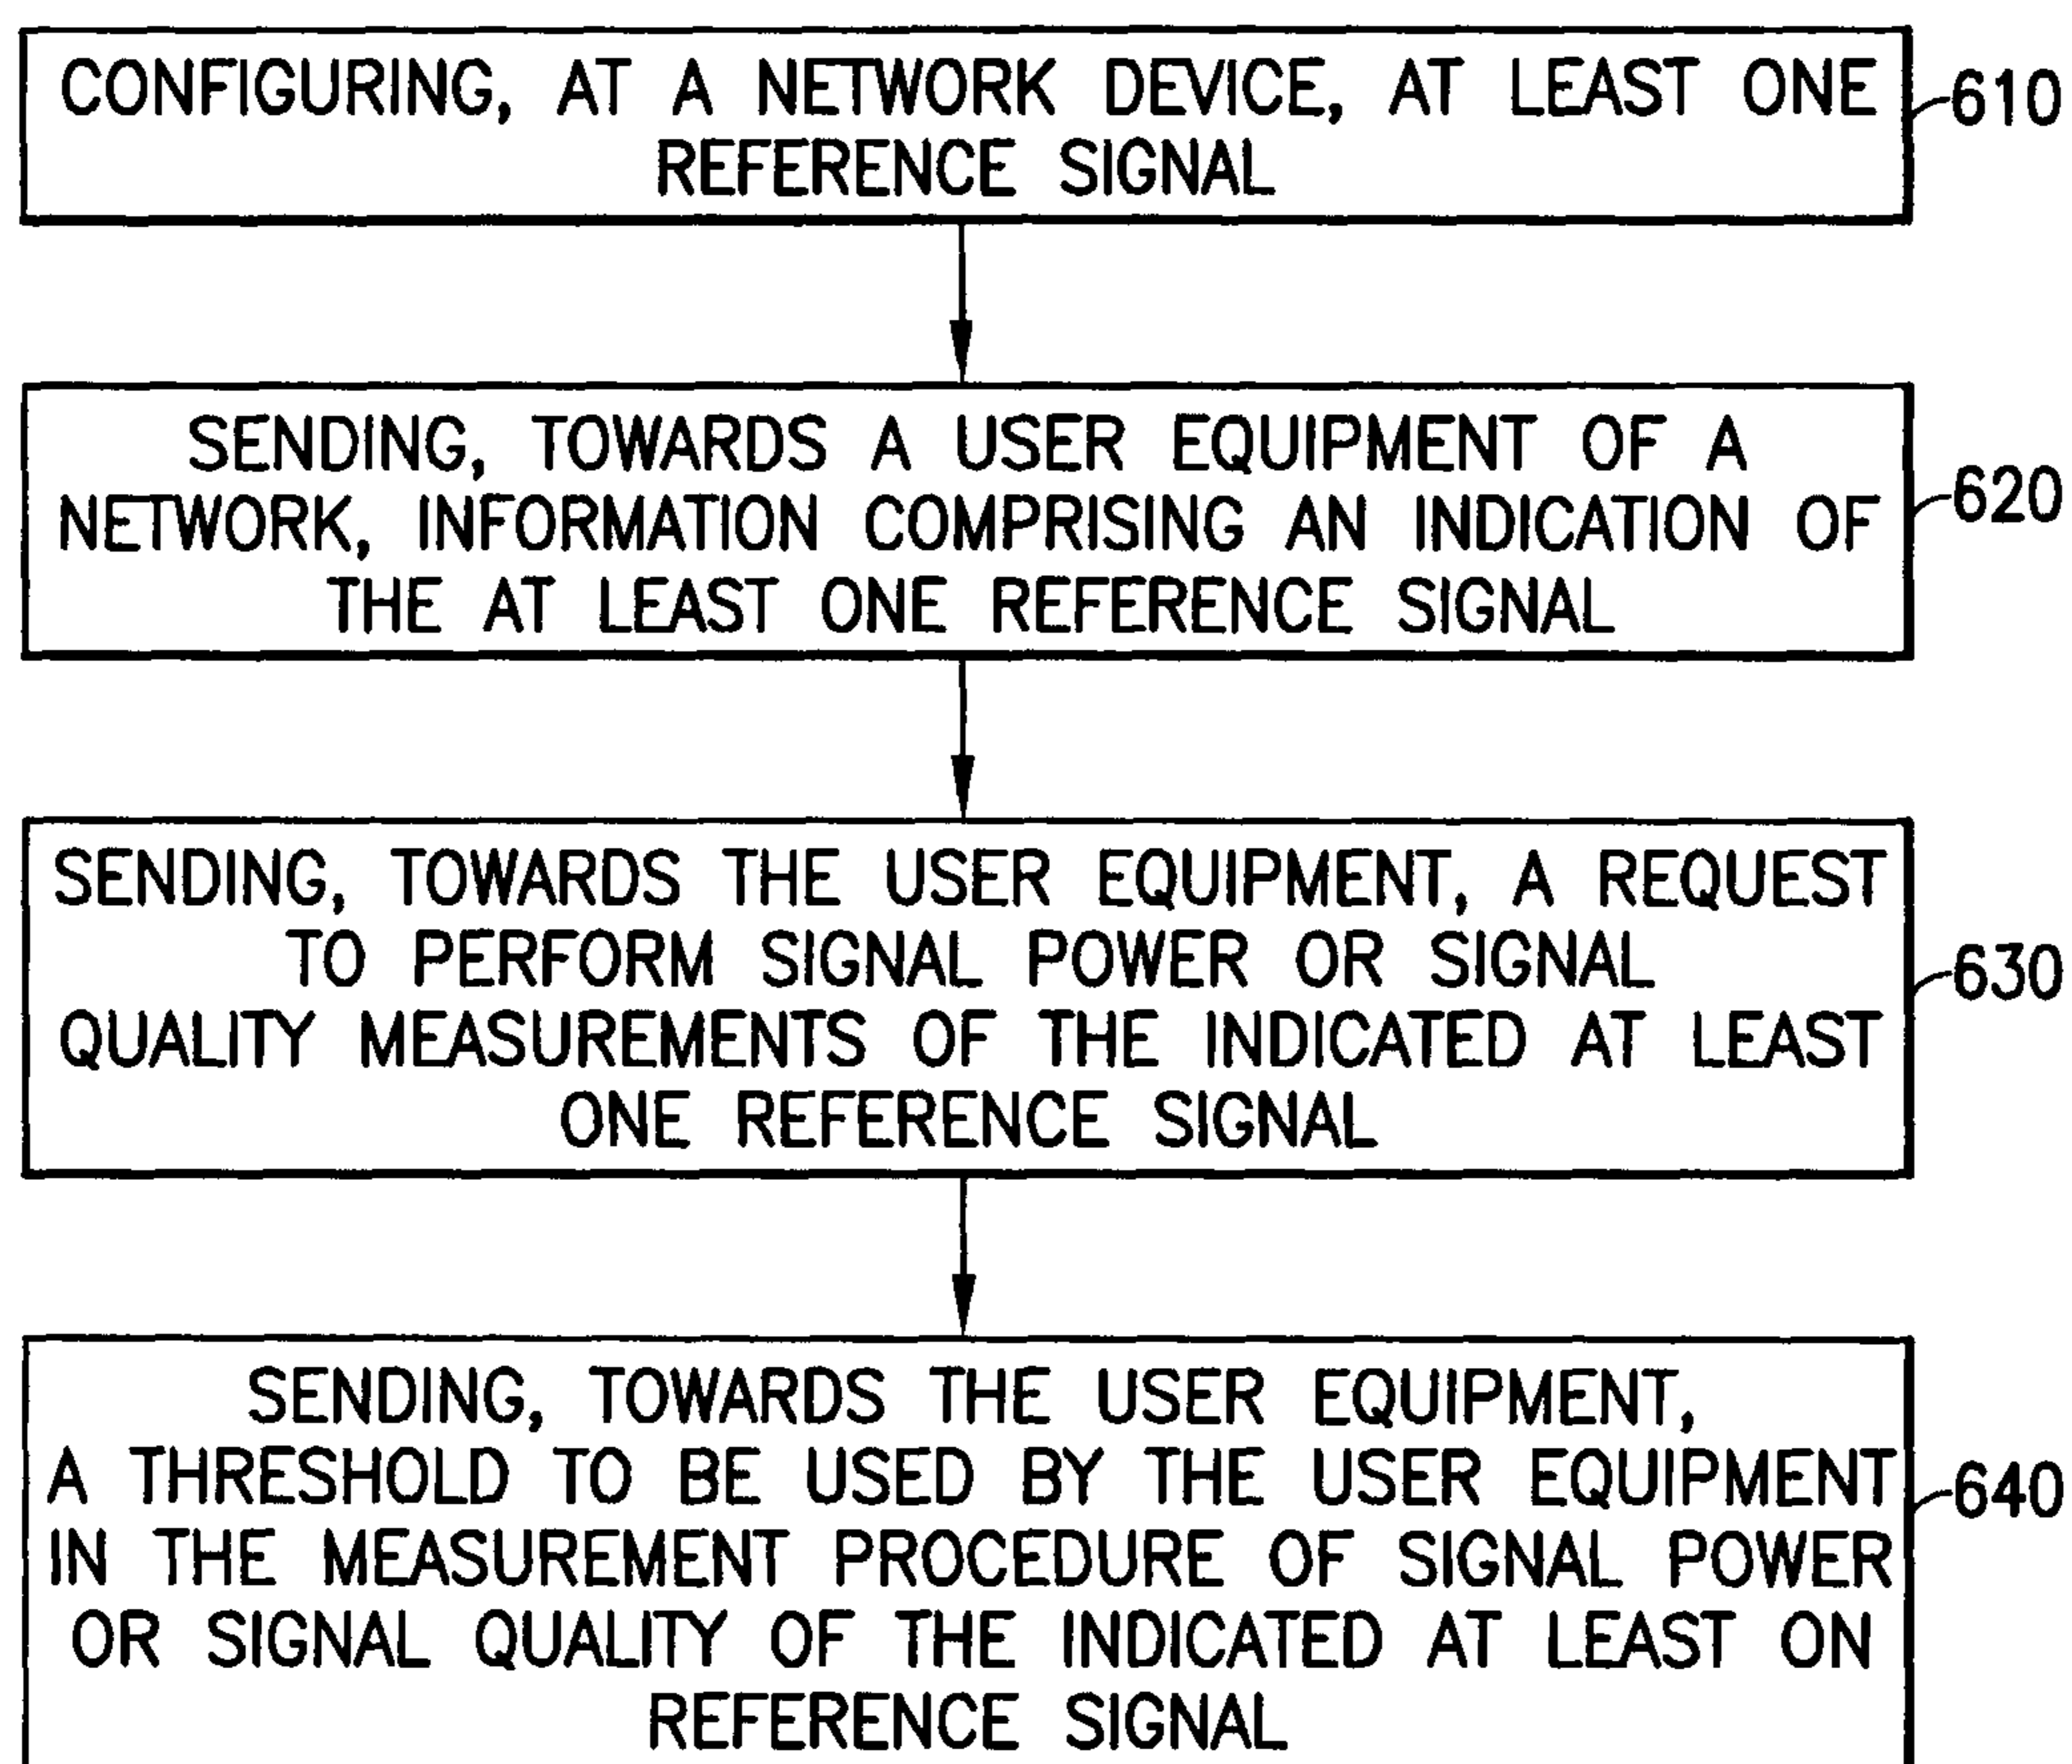 CONFIGURING, AT A NETWORK DEVICE, AT LEAST ONE
REFERENCE SIGNAL
610
SENDING, TOWARDS A USER EQUIPMENT OF A
NETWORK, INFORMATION COMPRISING AN INDICATION OF
THE AT LEAST ONE REFERENCE SIGNAL
620
SENDING, TOWARDS THE USER EQUIPMENT, A REQUEST
TO PERFORM SIGNAL POWER OR SIGNAL
QUALITY MEASUREMENTS OF THE INDICATED AT LEAST
ONE REFERENCE SIGNAL
630
SENDING, TOWARDS THE USER EQUIPMENT,
A THRESHOLD TO BE USED BY THE USER EQUIPMENT
IN THE MEASUREMENT PROCEDURE OF SIGNAL POWER
OR SIGNAL QUALITY OF THE INDICATED AT LEAST ON
REFERENCE SIGNAL
640